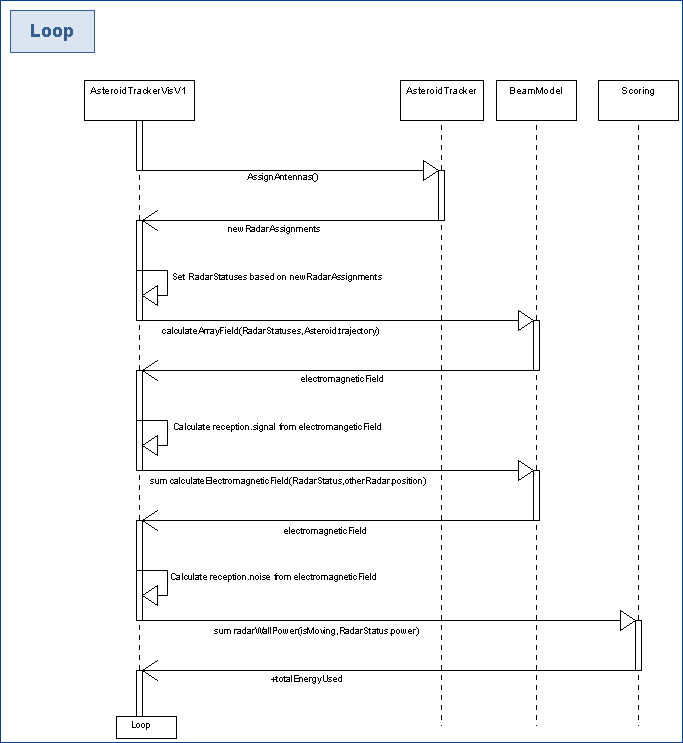 Loop
AsteroidTrackerVisV1
AsteroidTracker
BeamModel
Scoring
AssignAntennas()
newRadarAssignments
Set RadarStatuses based on newRadarAssignments
calculateArrayField(RadarStatuses,Asteroid.trajectory)
electromagneticField
Calculate reception.signal from electromangeticField
sum calculateElectromagneticField(RadarStatus,otherRadar.position)
electromagneticField
Calculate reception.noise from electromagneticField
sum radarWallPower(isMoving,RadarStatus.power)
+totalEnergyUsed
Loop